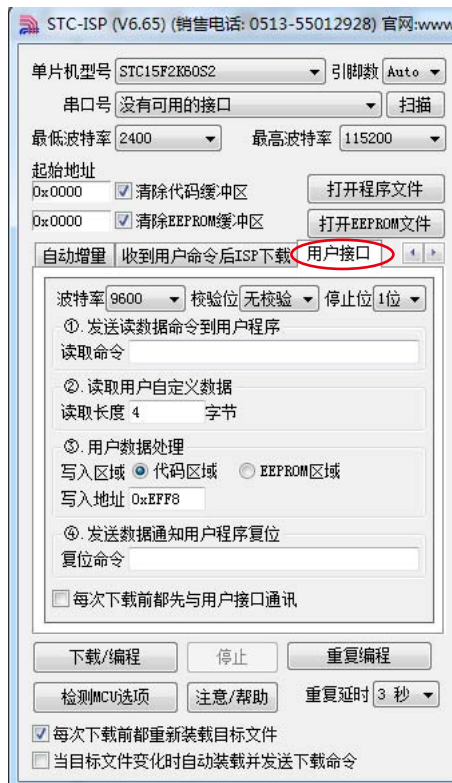 STC-ISP (V6.65) (销售电话: 0513-55012928) 官网:www
单片机型号 STC15F2K60S2 引脚数 Auto
串口号 没有可用的接口 扫描
最低波特率 2400 最高波特率 115200
起始地址
0x0000 清除代码缓冲区 打开程序文件
0x0000 清除EEPROM缓冲区 打开EEPROM文件
自动增量 收到用户命令后ISP下载 用户接口
波特率 9600 校验位 无校验 停止位 1位
①. 发送读数据命令到用户程序
读取命令
②. 读取用户自定义数据
读取长度 4 字节
③. 用户数据处理
写入区域 代码区域 EEPROM区域
写入地址 0xEFF8
④. 发送数据通知用户程序复位
复位命令
每次下载前都先与用户接口通讯
下载/编程 停止 重复编程
检测MCU选项 注意/帮助 重复延时 3 秒
每次下载前都重新装载目标文件
当目标文件变化时自动装载并发送下载命令